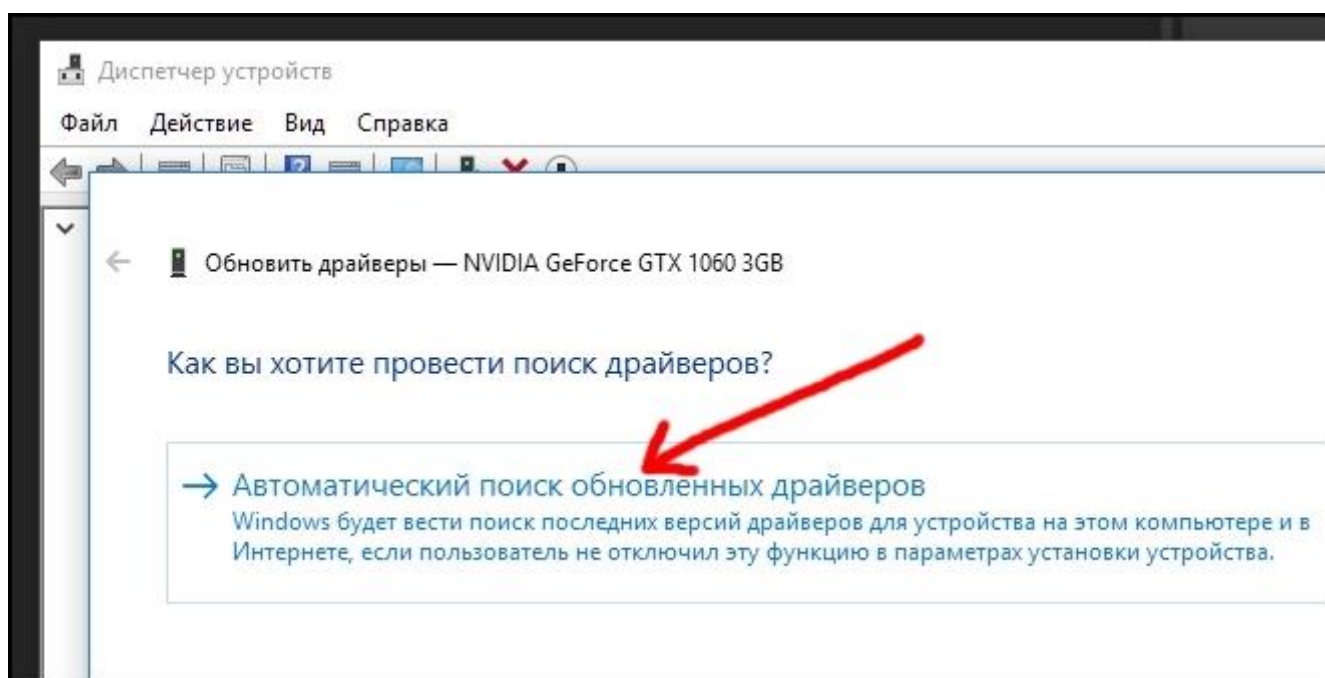 Диспетчер устройств
Файл Действие Вид Справка
?
Обновить драйверы — NVIDIA GeForce GTX 1060 3GB
Как вы хотите провести поиск драйверов?
Автоматический поиск обновленных драйверов
Windows будет вести поиск последних версий драйверов для устройства на этом компьютере и в
Интернете, если пользователь не отключил эту функцию в параметрах установки устройства.